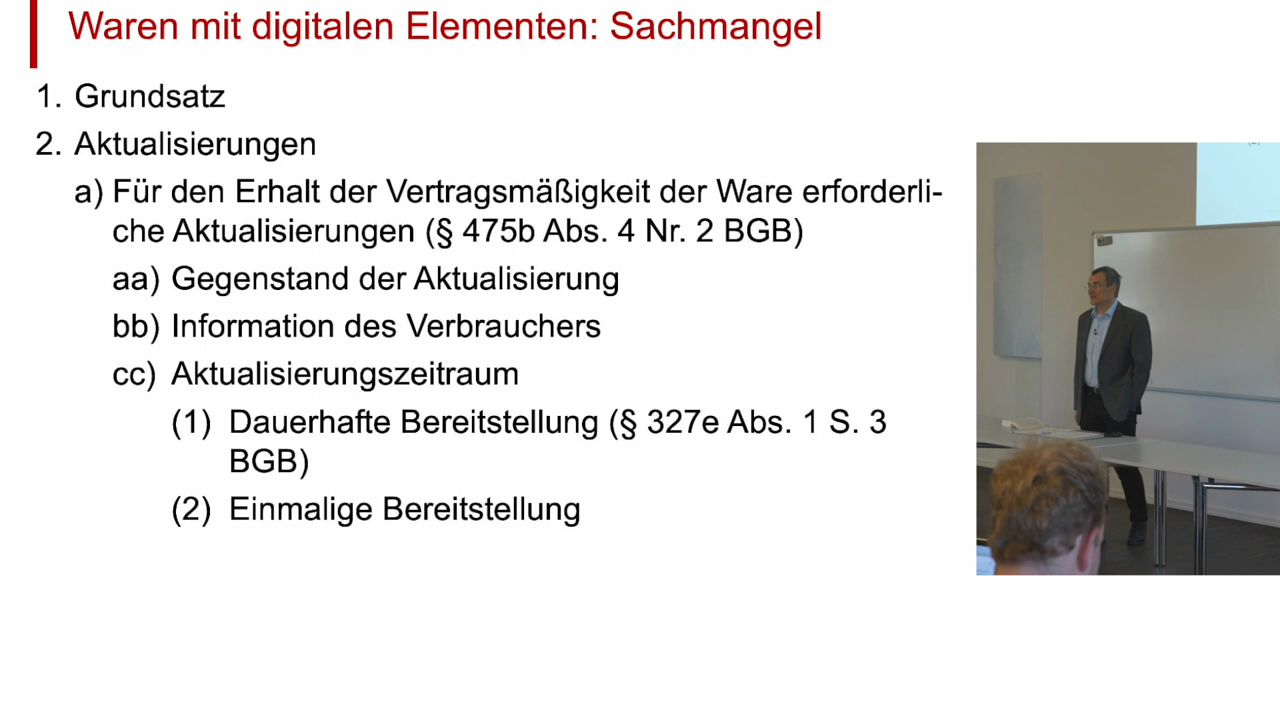 Waren mit digitalen Elementen: Sachmangel
1. Grundsatz
2. Aktualisierungen
a) Für den Erhalt der Vertragsmäßigkeit der Ware erforderli-
che Aktualisierungen (§ 475b Abs. 4 Nr. 2 BGB)
aa) Gegenstand der Aktualisierung
bb) Information des Verbrauchers
cc) Aktualisierungszeitraum
(1) Dauerhafte Bereitstellung (§ 327e Abs. 1 S. 3
BGB)
(2) Einmalige Bereitstellung